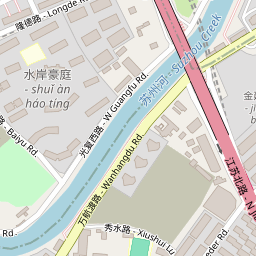 隆德路 - Longde Rd.
水岸豪庭
- shuǐ àn
háo tíng
- Baiyu Rd.
光复西路 - W Guangfu Rd.
苏州河 - Suzhou Creek
万航渡路 - Wanhangdu Rd.
秀水路 - Xiushui
江苏北路 - N